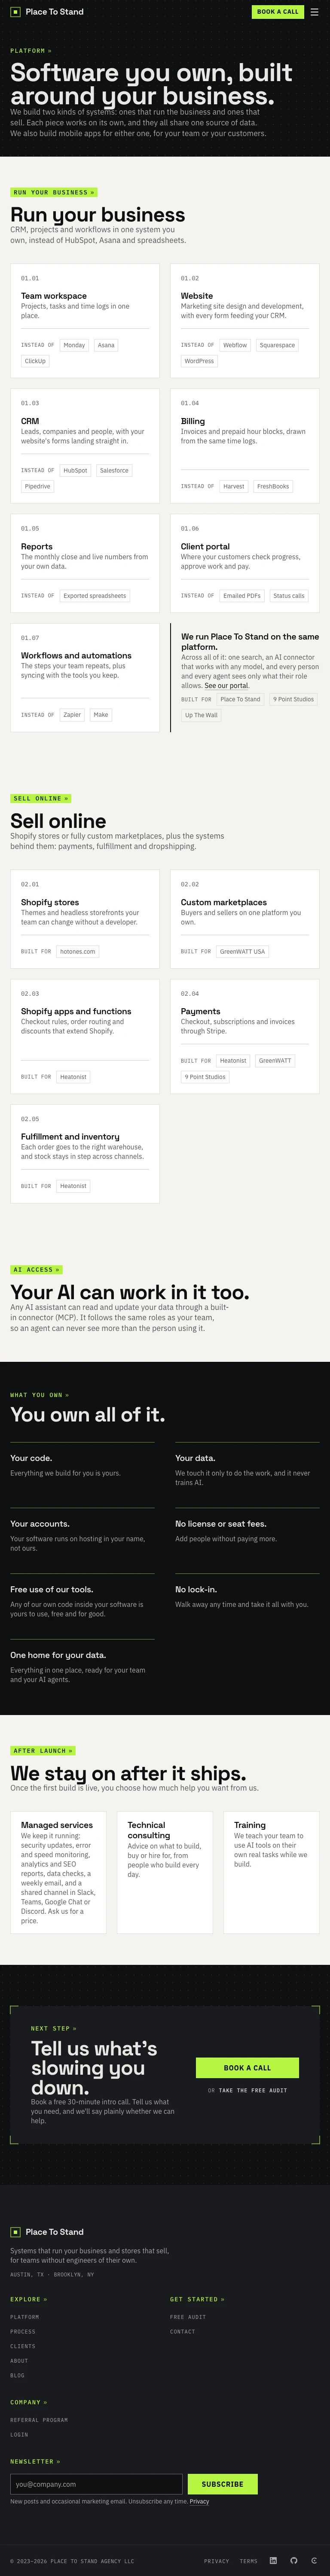 Place To Stand
BOOK A CALL
PLATFORM »
Software you own, built
around your business.
We build two kinds of systems: ones that run the business and ones that
sell. Each piece works on its own, and they all share one source of data.
We also build mobile apps for either one, for your team or your customers.
RUN YOUR BUSINESS »
Run your business
CRM, projects and workflows in one system you
own, instead of HubSpot, Asana and spreadsheets.
01.01
Team workspace
Projects, tasks and time logs in one
place.
INSTEAD OF Monday Asana
ClickUp
01.02
Website
Marketing site design and development,
with every form feeding your CRM.
INSTEAD OF Webflow Squarespace
WordPress
01.03
CRM
Leads, companies and people, with your
website's forms landing straight in.
INSTEAD OF HubSpot Salesforce
Pipedrive
01.04
Billing
Invoices and prepaid hour blocks, drawn
from the same time logs.
INSTEAD OF Harvest FreshBooks
01.05
Reports
The monthly close and live numbers from
your own data.
INSTEAD OF Exported spreadsheets
01.06
Client portal
Where your customers check progress,
approve work and pay.
INSTEAD OF Emailed PDFs Status calls
01.07
Workflows and automations
The steps your team repeats, plus
syncing with the tools you keep.
INSTEAD OF Zapier Make
We run Place To Stand on the same
platform.
Across all of it: one search, an AI connector
that works with any model, and every person
and every agent sees only what their role
allows. See our portal.
BUILT FOR Place To Stand 9 Point Studios
Up The Wall
SELL ONLINE »
Sell online
Shopify stores or fully custom marketplaces, plus the systems
behind them: payments, fulfillment and dropshipping.
02.01
Shopify stores
Themes and headless storefronts your
team can change without a developer.
BUILT FOR hotones.com
02.02
Custom marketplaces
Buyers and sellers on one platform you
own.
BUILT FOR GreenWATT USA
02.03
Shopify apps and functions
Checkout rules, order routing and
discounts that extend Shopify.
BUILT FOR Heatonist
02.04
Payments
Checkout, subscriptions and invoices
through Stripe.
BUILT FOR Heatonist GreenWATT
9 Point Studios
02.05
Fulfillment and inventory
Each order goes to the right warehouse,
and stock stays in step across channels.
BUILT FOR Heatonist
AI ACCESS »
Your AI can work in it too.
Any AI assistant can read and update your data through a built-
in connector (MCP). It follows the same roles as your team,
so an agent can never see more than the person using it.
WHAT YOU OWN »
You own all of it.
Your code.
Everything we build for you is yours.
Your data.
We touch it only to do the work, and it never
trains AI.
Your accounts.
Your software runs on hosting in your name,
not ours.
No license or seat fees.
Add people without paying more.
Free use of our tools.
Any of our own code inside your software is
yours to use, free and for good.
No lock-in.
Walk away any time and take it all with you.
One home for your data.
Everything in one place, ready for your team
and your AI agents.
AFTER LAUNCH »
We stay on after it ships.
Once the first build is live, you choose how much help you want from us.
Managed services
We keep it running:
security updates, error
and speed monitoring,
analytics and SEO
reports, data checks, a
weekly email, and a
shared channel in Slack,
Teams, Google Chat or
Discord. Ask us for a
price.
Technical
consulting
Advice on what to build,
buy or hire for, from
people who build every
day.
Training
We teach your team to
use AI tools on their
own real tasks while we
build.
NEXT STEP »
Tell us what's
slowing you
down.
Book a free 30-minute intro call. Tell us what
you need, and we'll say plainly whether we can
help.
BOOK A CALL
OR TAKE THE FREE AUDIT
Place To Stand
Systems that run your business and stores that sell,
for teams without engineers of their own.
AUSTIN, TX · BROOKLYN, NY
EXPLORE »
PLATFORM
PROCESS
CLIENTS
ABOUT
BLOG
GET STARTED »
FREE AUDIT
CONTACT
COMPANY »
REFERRAL PROGRAM
LOGIN
NEWSLETTER »
you@company.com
SUBSCRIBE
New posts and occasional marketing email. Unsubscribe any time. Privacy
© 2023–2026 PLACE TO STAND AGENCY LLC
PRIVACY TERMS